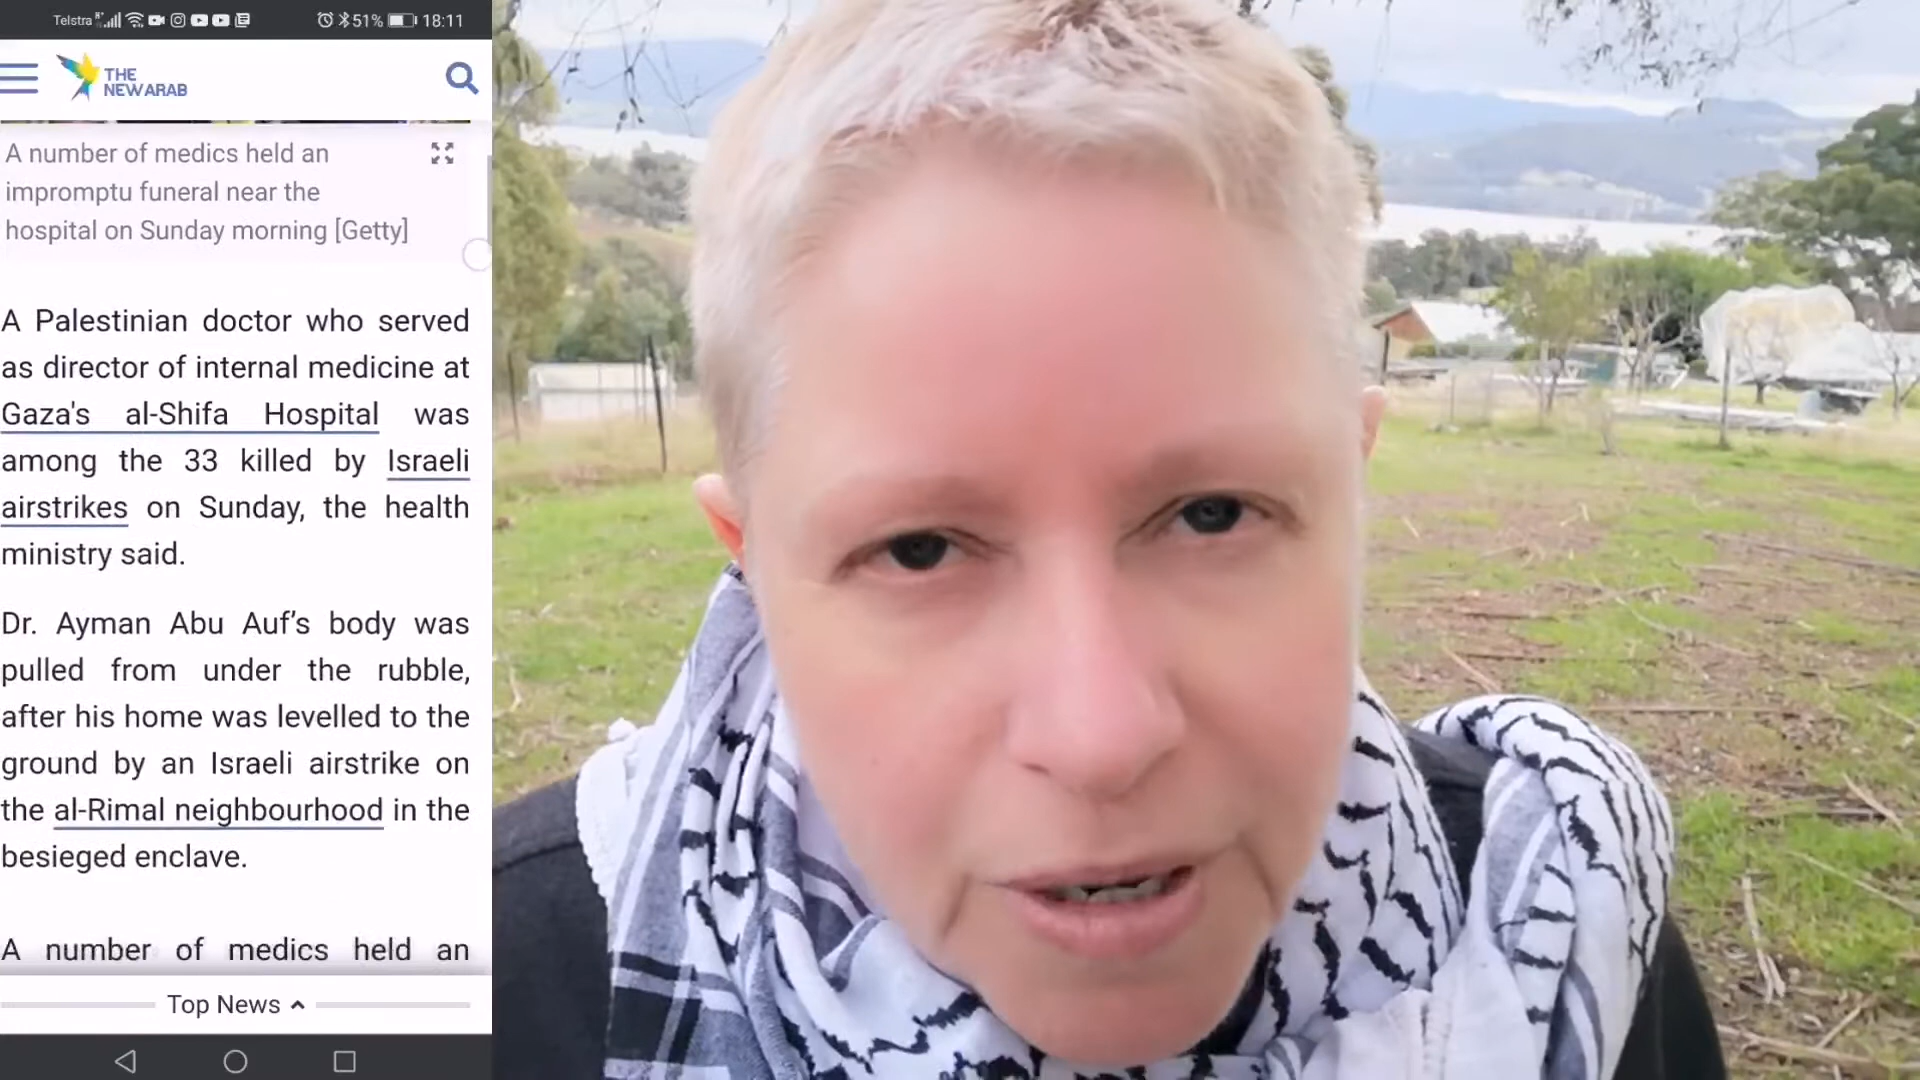 Telstra 51% 18:11
THE
NEWARAB
A number of medics held an
impromptu funeral near the
hospital on Sunday morning [Getty]
A Palestinian doctor who served
as director of internal medicine at
Gaza's al-Shifa Hospital was
among the 33 killed by Israeli
airstrikes on Sunday, the health
ministry said.
Dr. Ayman Abu Auf’s body was
pulled from under the rubble,
after his home was levelled to the
ground by an Israeli airstrike on
the al-Rimal neighbourhood in the
besieged enclave.
A number of medics held an
Top News